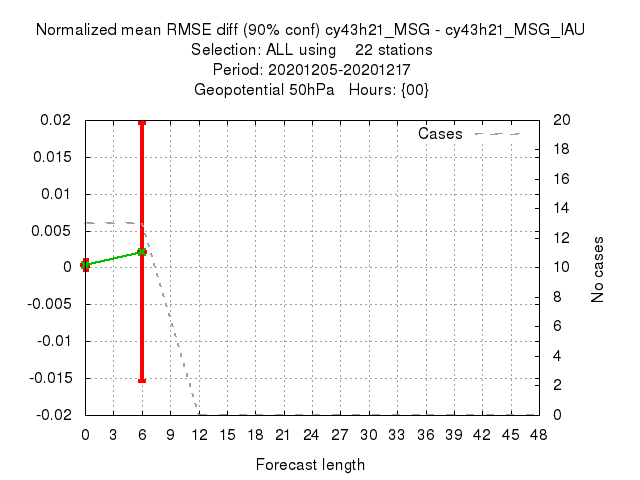 Normalized mean RMSE diff (90% conf) cy43h21_MSG - cy43h21_MSG_IAU
Selection: ALL using 22 stations
Period: 20201205-20201217
Geopotential 50hPa Hours: {00}
0.02
0.015
0.01
0.005
0
-0.005
-0.01
-0.015
-0.02
Cases
20
18
16
14
12
10
8
6
4
2
0
No cases
0 3 6 9 12 15 18 21 24 27 30 33 36 39 42 45 48
Forecast length